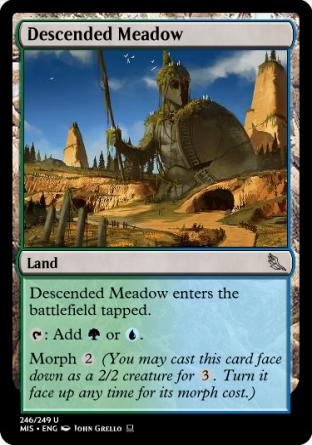 Descended Meadow
Land
Descended Meadow enters the
battlefield tapped.
: Add or .
Morph 2 (You may cast this card face
down as a 2/2 creature for 3. Turn it
face up any time for its morph cost.)
246/249 U
MIS • ENG John Grello